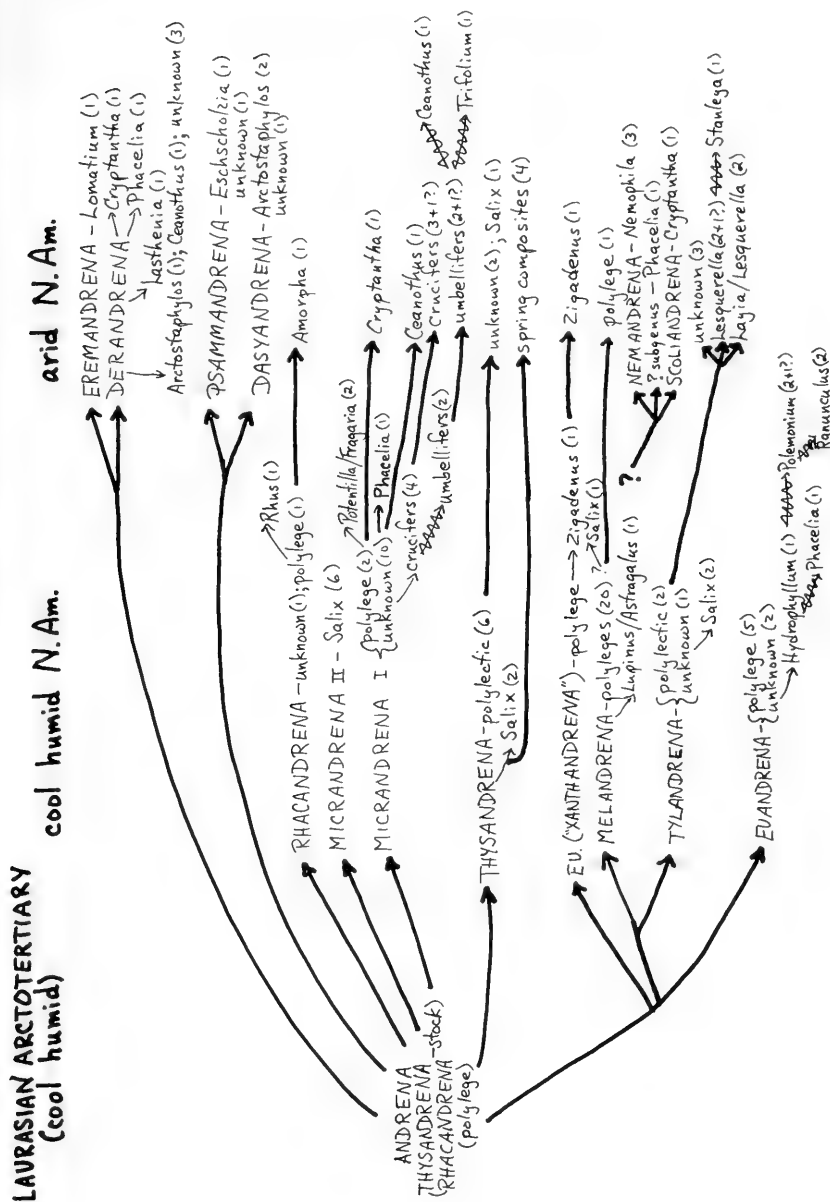 LAURASIAN ARCTOTERTIARY
(cool humid)
cool humid N.Am.
arid N.Am.
EREMANDRENA - Lomatium (1)
DERANDRENA → Cryptantha (1)
→ Phacelia (1)
Lasthenia (1)
Arctostaphylos (1); Ceanothus (1); unknown (3)
PSAMMANDRENA - Eschscholzia (1)
unknown (1)
DASYANDRENA - Arctostaphylos (2)
unknown (1)
RHACANDRENA - unknown (1); polylege (1)
Rhus (1)
Amorpha (1)
MICRANDRENA II - Salix (6)
MICRANDRENA I { polylege (2)
unknown (10)
Potentilla/Fragaria (2)
Cryptantha (1)
→ Phacelia (1)
Ceanothus (1)
crucifers (4)
Crucifers (3+1?)
Ceanothus (1)
umbellifers (2)
umbellifers (2+1?)
Trifolium (1)
ANDRENA
THYSANDRENA
(RHACANDRENA - stock)
(polylege)
THYSANDRENA - polylectic (6)
Salix (2)
unknown (2); Salix (1)
spring composites (4)
EU. ("XANTHANDRENA") - polylege → Zigadenus (1)
Zigadenus (1)
MELANDRENA - polyleges (20)
? Salix (1)
Lupinus/Astragalus (1)
polylege (1)
?
NEMANDRENA - Nemophila (3)
? subgenus - Phacelia (1)
SCOLIANDRENA - Cryptantha (1)
TYLANDRENA - { polylectic (2)
unknown (1)
Salix (2)
unknown (3)
Lesquerella (2+1?)
Stanleya (1)
Layia/Lesquerella (2)
EUANDRENA - { polylege (5)
unknown (2)
Hydrophyllum (1)
Polemonium (2+1?)
Phacelia (1)
Ranunculus (2)